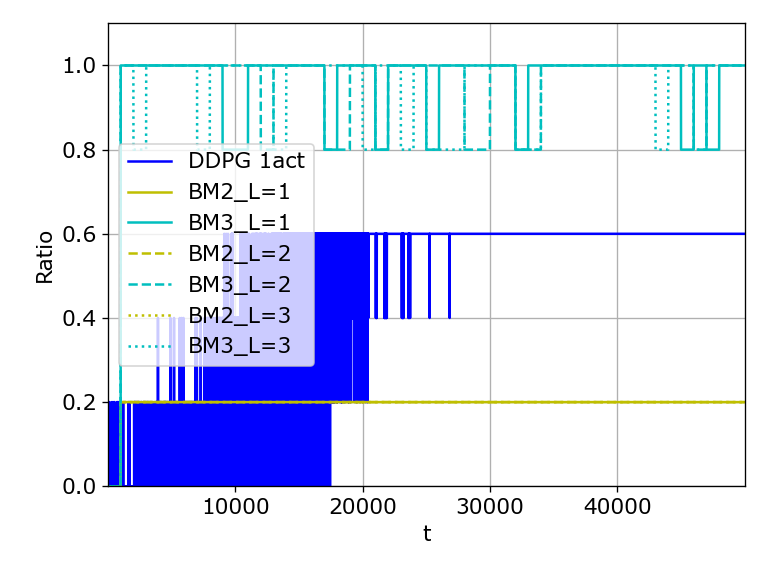 1.0
0.8
0.6
0.4
0.2
0.0
Ratio
DDPG 1act
BM2_L=1
BM3_L=1
BM2_L=2
BM3_L=2
BM2_L=3
BM3_L=3
10000 20000 30000 40000
t